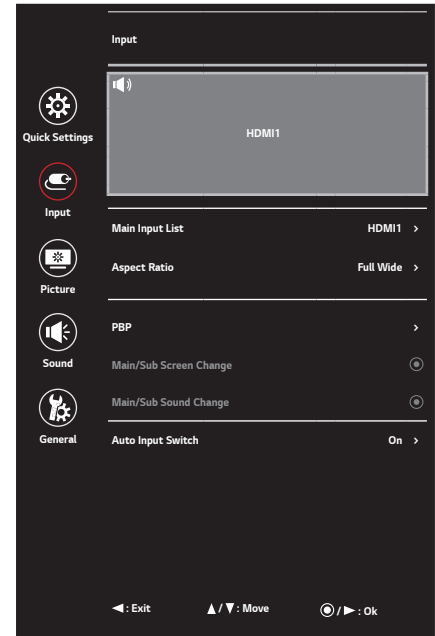 Input
Quick Settings
Input
Picture
Sound
General
HDMI1
Main Input List HDMI1 >
Aspect Ratio Full Wide >
PBP >
Main/Sub Screen Change
Main/Sub Sound Change
Auto Input Switch On >
◄ : Exit ▲/▼ : Move ◉ / ► : Ok